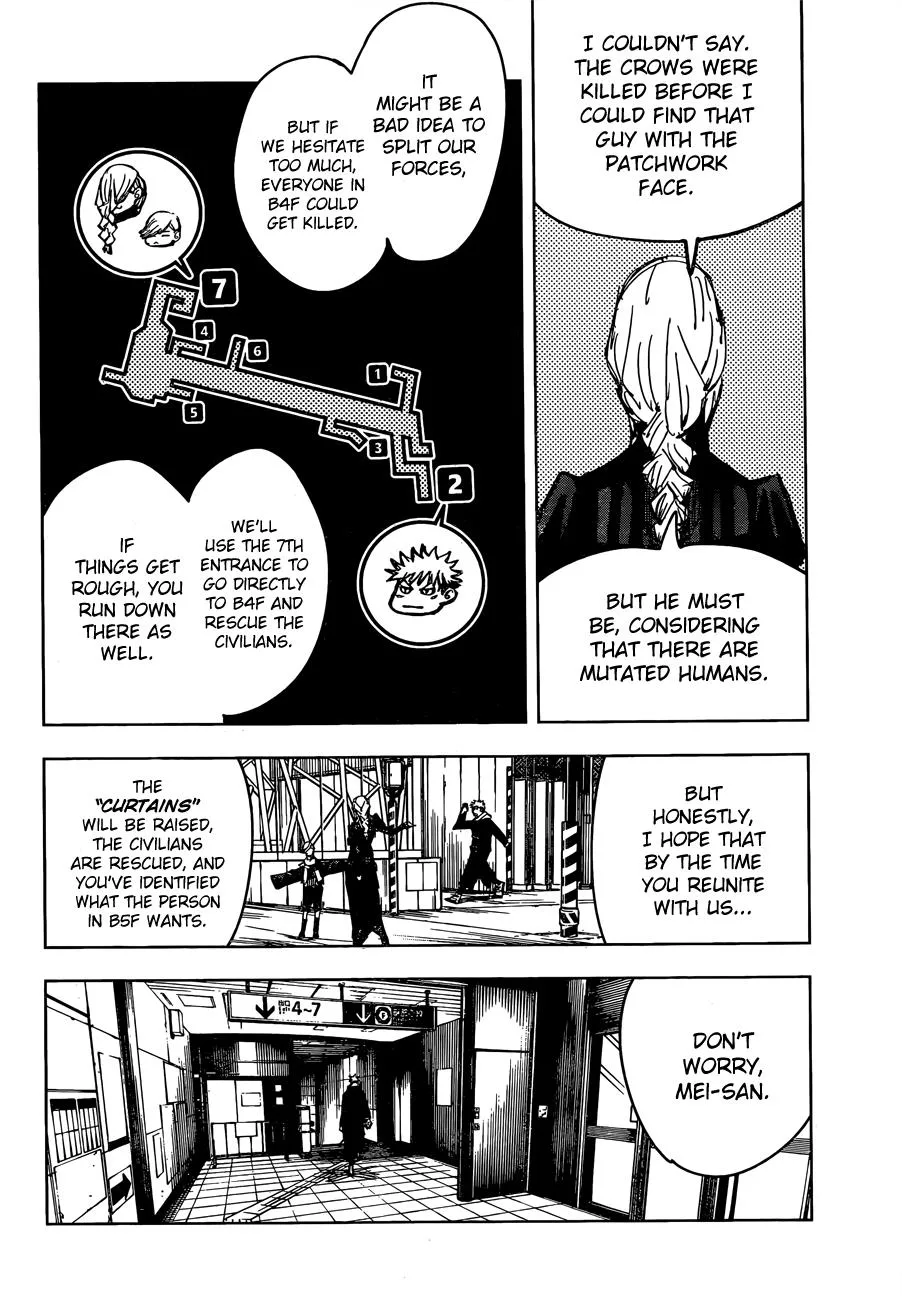 I COULDN'T SAY.
THE CROWS WERE
KILLED BEFORE I
COULD FIND THAT
GUY WITH THE
PATCHWORK
FACE.
BUT HE MUST
BE, CONSIDERING
THAT THERE ARE
MUTATED HUMANS.
IT
MIGHT BE A
BAD IDEA TO
SPLIT OUR
FORCES,
BUT IF
WE HESITATE
TOO MUCH,
EVERYONE IN
B4F COULD
GET KILLED.
7
4
6
1
5
3
2
WE'LL
USE THE 7TH
ENTRANCE TO
GO DIRECTLY
TO B4F AND
RESCUE THE
CIVILIANS.
IF
THINGS GET
ROUGH, YOU
RUN DOWN
THERE AS
WELL.
BUT
HONESTLY,
I HOPE THAT
BY THE TIME
YOU REUNITE
WITH US...
THE
"CURTAINS"
WILL BE RAISED,
THE CIVILIANS
ARE RESCUED, AND
YOU'VE IDENTIFIED
WHAT THE PERSON
IN B5F WANTS.
DON'T
WORRY,
MEI-SAN.
出口 4~7
F